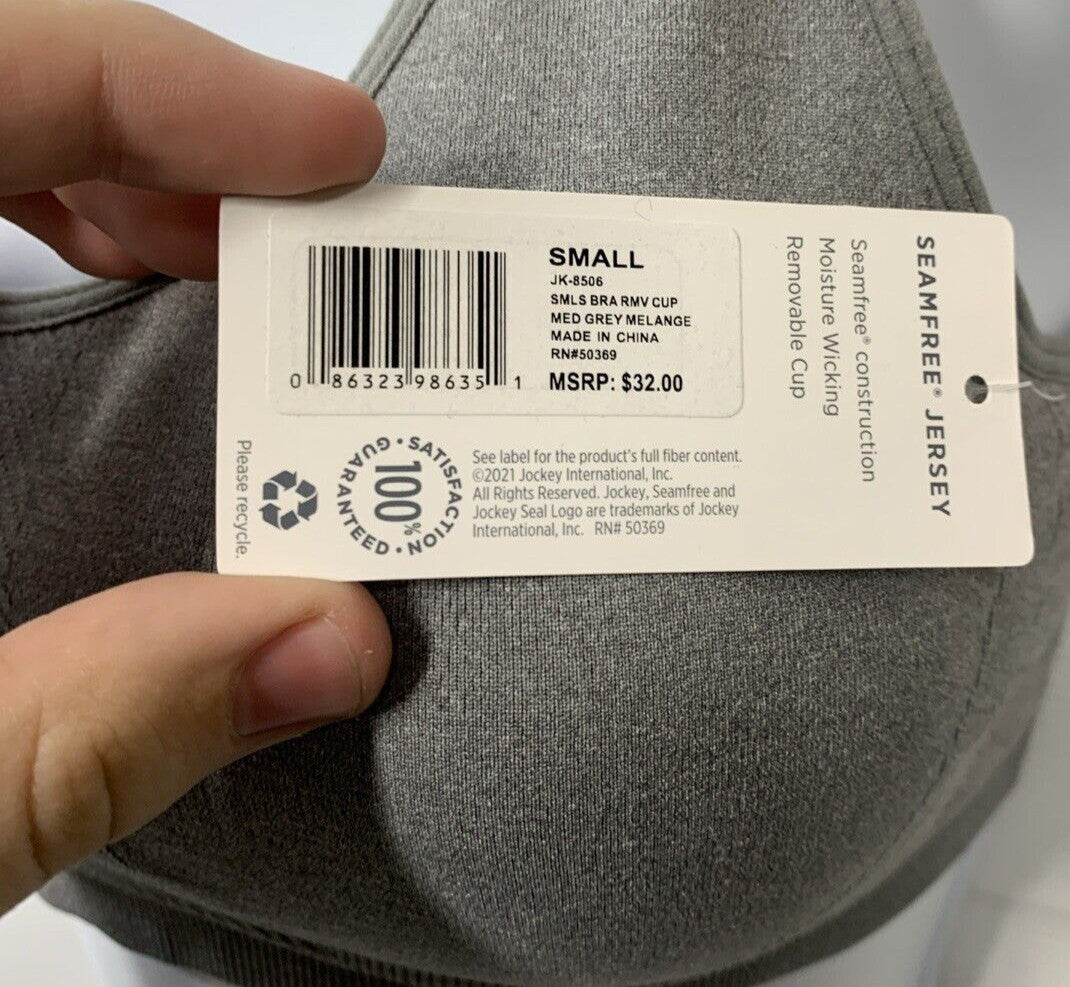 SMALL
JK-8506
SMLS BRA RMV CUP
MED GREY MELANGE
MADE IN CHINA
RN#50369
MSRP: $32.00
0 86323 98635 1
SEAMFREE® JERSEY
Seamfree® construction
Moisture Wicking
Removable Cup
Please recycle.
SATISFACTION • GUARANTEED •
100%
See label for the product's full fiber content.
©2021 Jockey International, Inc.
All Rights Reserved. Jockey, Seamfree and
Jockey Seal Logo are trademarks of Jockey
International, Inc. RN# 50369